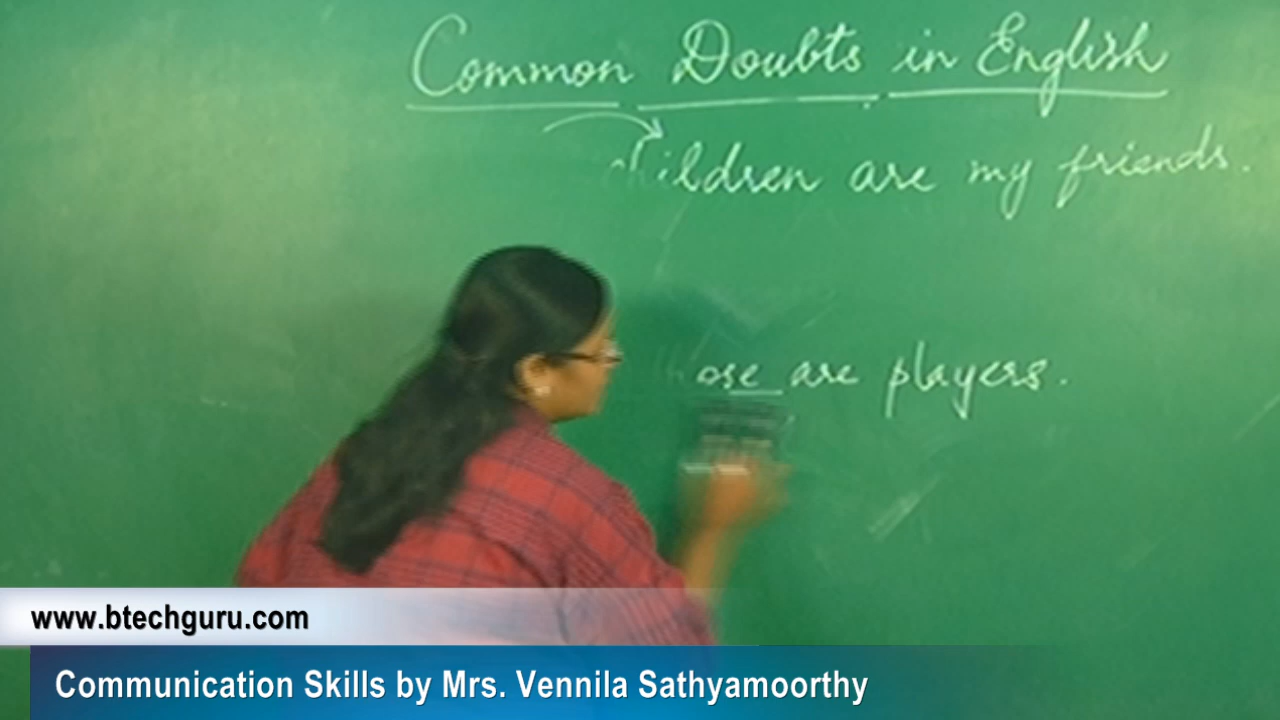 Common Doubts in English
children are my friends.
ose are players.
www.btechguru.com
Communication Skills by Mrs. Vennila Sathyamoorthy